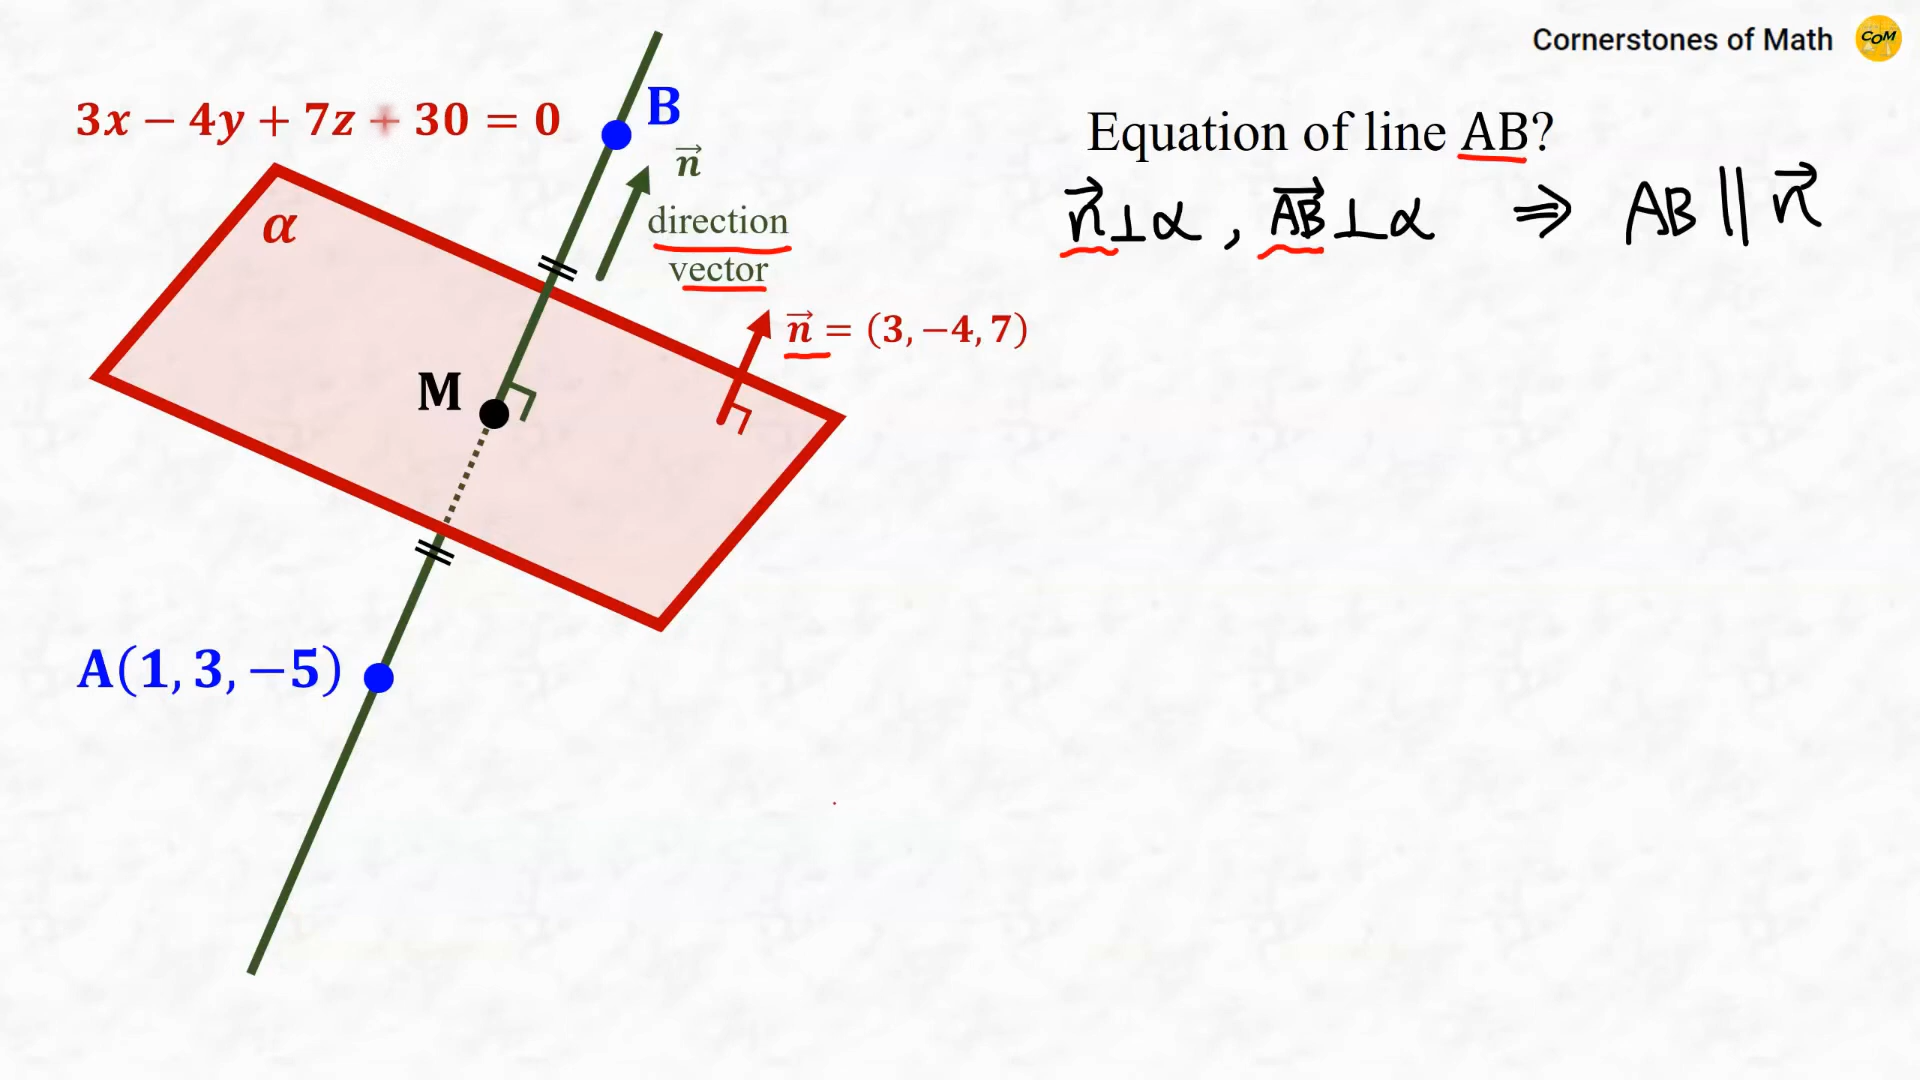 Cornerstones of Math
COM
3x − 4y + 7z + 30 = 0
B
Equation of line AB?
n⃗
n⃗ ⊥ α , AB⃗ ⊥ α ⇒ AB ∥ n⃗
α
direction
vector
n⃗ = (3, −4, 7)
M
A(1, 3, −5)